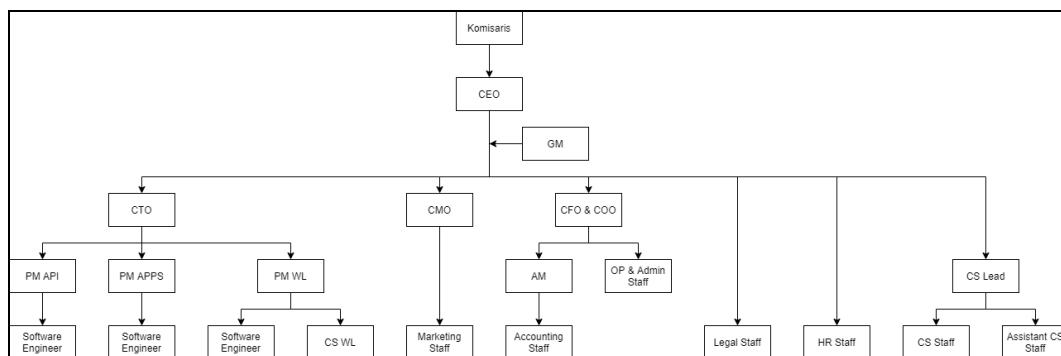 Komisaris
CEO
GM
CTO
CMO
CFO & COO
PM API
PM APPS
PM WL
AM
OP & Admin
Staff
CS Lead
Software
Engineer
Software
Engineer
Software
Engineer
CS WL
Marketing
Staff
Accounting
Staff
Legal Staff
HR Staff
CS Staff
Assistant CS
Staff